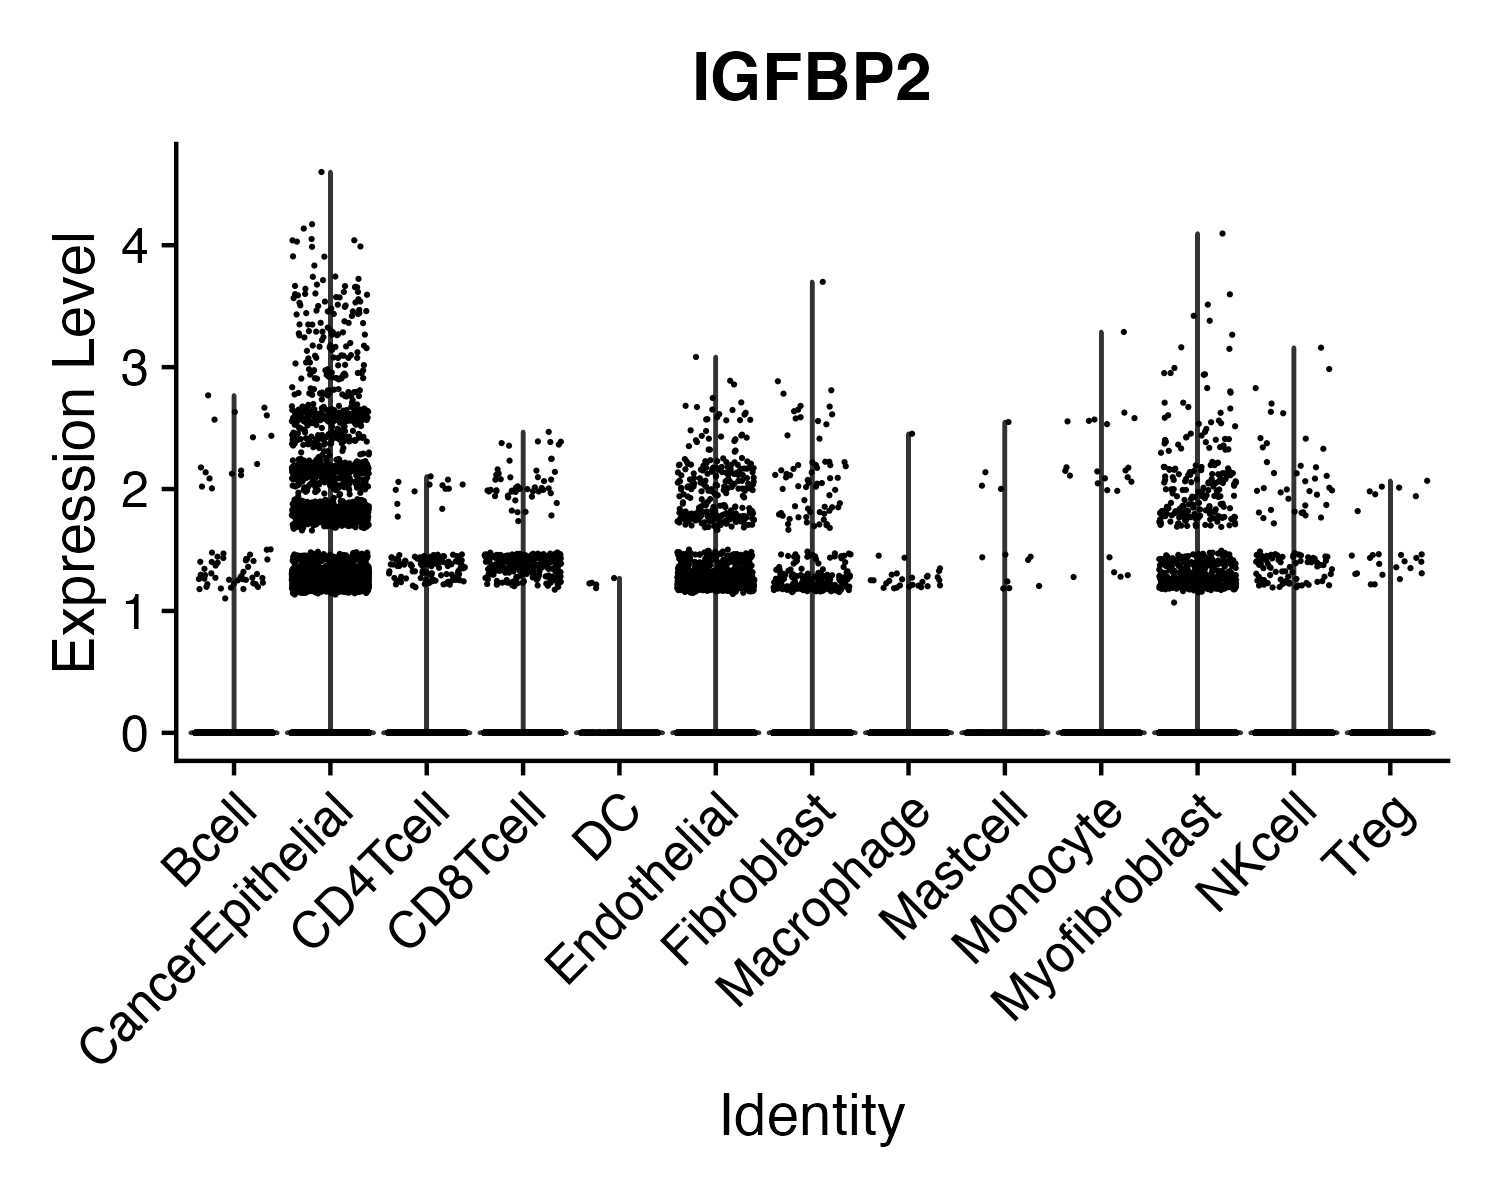 IGFBP2
Expression Level
4
3
2
1
0
Bcell
CancerEpithelial
CD4Tcell
CD8Tcell
DC
Endothelial
Fibroblast
Macrophage
Mastcell
Monocyte
Myofibroblast
NKcell
Treg
Identity